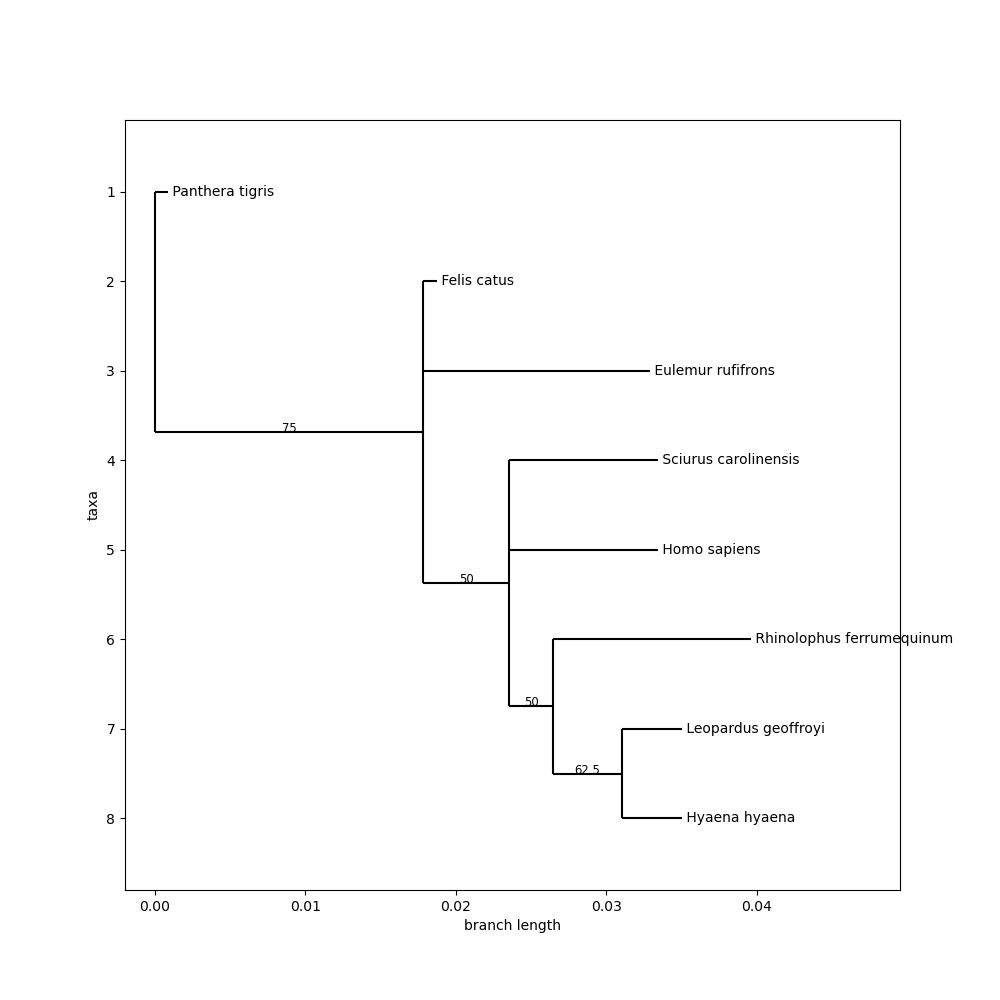 1
Panthera tigris
2
Felis catus
3
Eulemur rufifrons
75
4
Sciurus carolinensis
taxa
5
Homo sapiens
50
6
Rhinolophus ferrumequinum
50
7
Leopardus geoffroyi
62.5
8
Hyaena hyaena
0.00 0.01 0.02 0.03 0.04
branch length